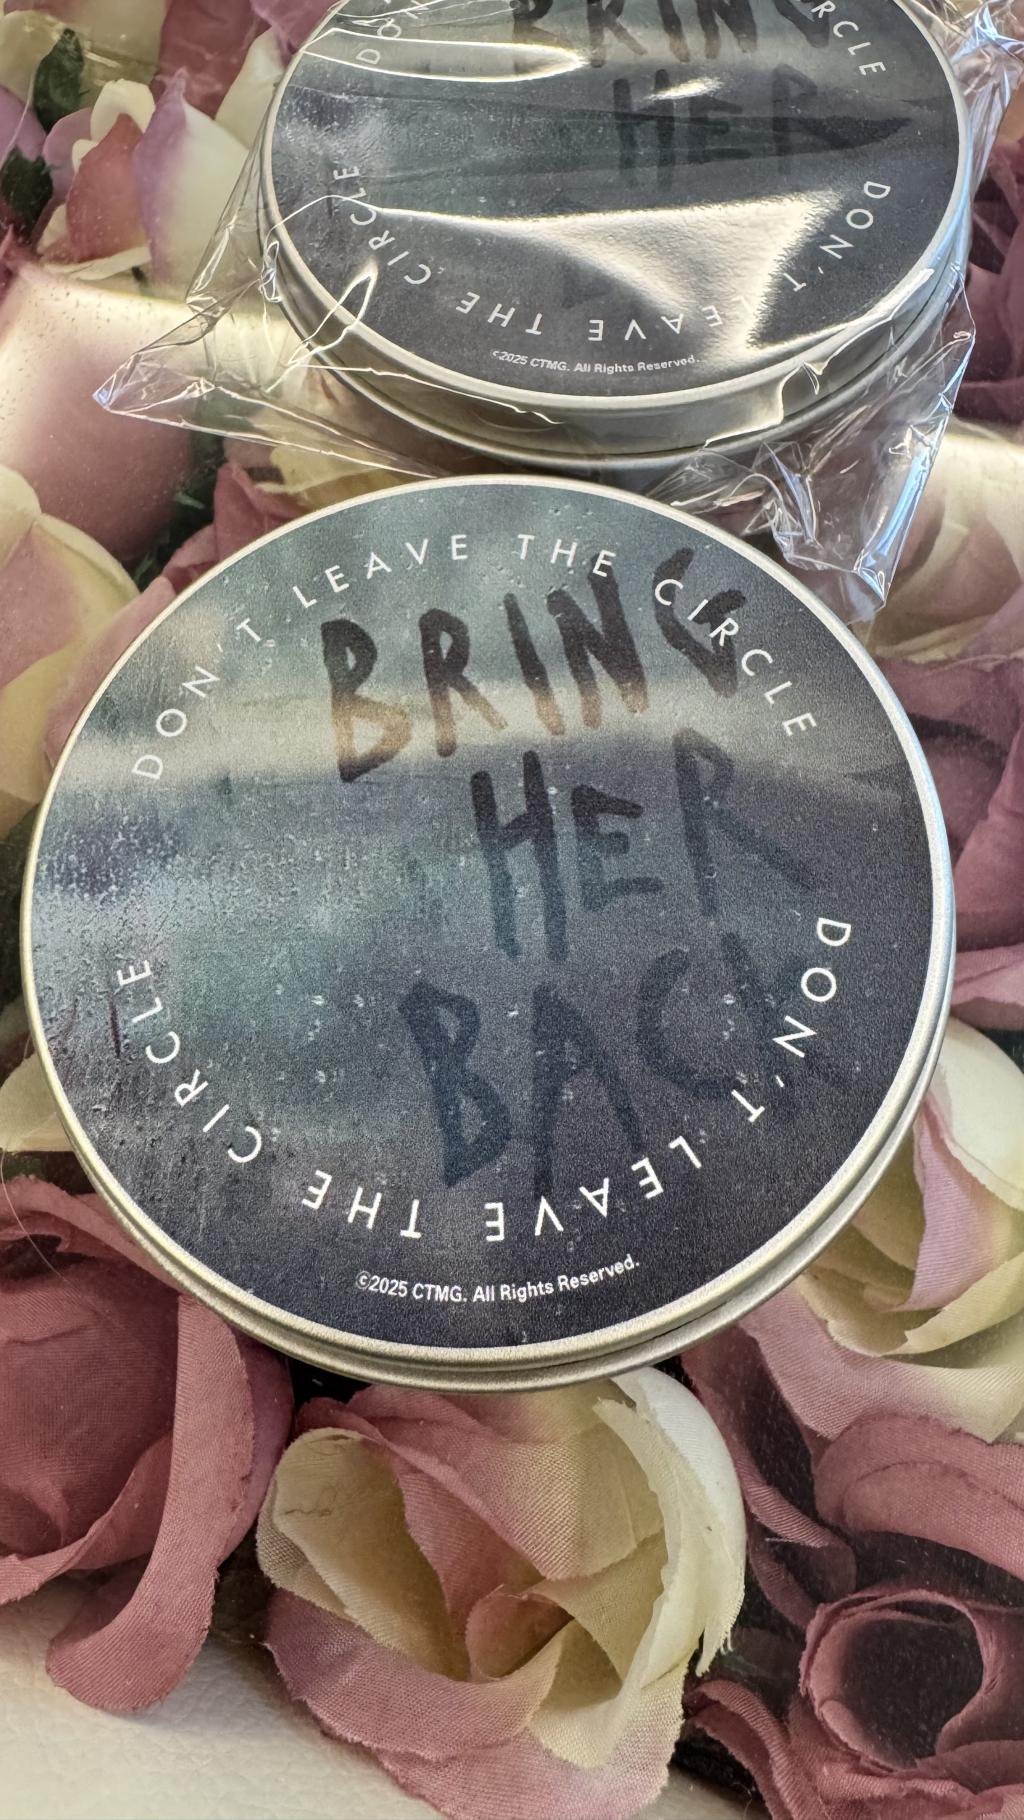 DON'T
BRING
CIRCLE
HER
CIRCLE
DON'T LEAVE THE
©2025 CTMG. All Rights Reserved.
DON'T LEAVE THE CIRCLE
BRING
HER
BACK
DON'T LEAVE THE CIRCLE
©2025 CTMG. All Rights Reserved.